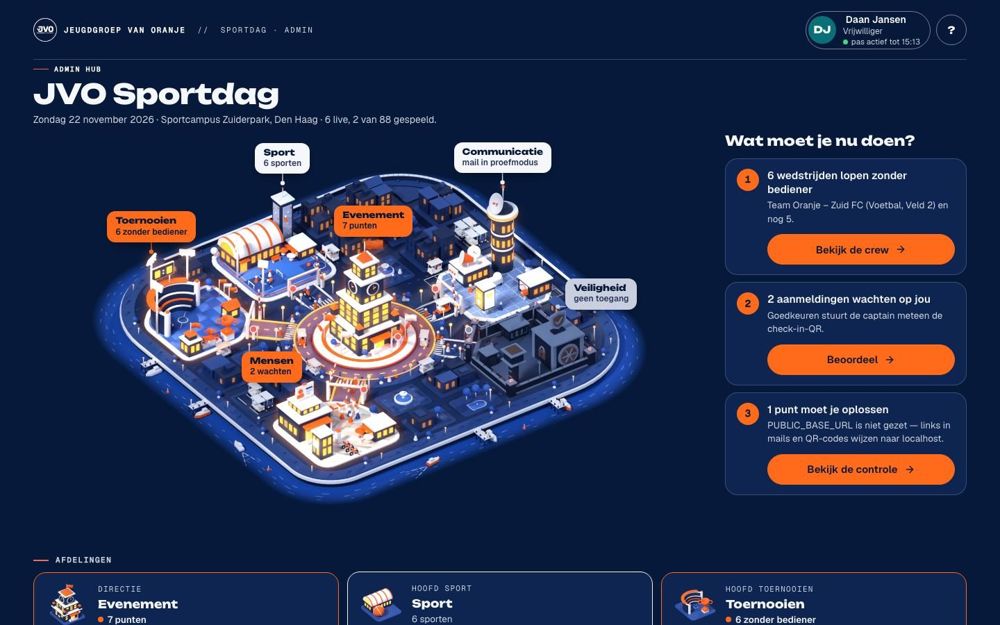 JVO JEUGDGROEP VAN ORANJE // SPORTDAG · ADMIN
DJ
Daan Jansen
Vrijwilliger
pas actief tot 15:13
?
ADMIN HUB
JVO Sportdag
Zondag 22 november 2026 · Sportcampus Zuiderpark, Den Haag · 6 live, 2 van 88 gespeeld.
Sport
6 sporten
Communicatie
mail in proefmodus
Toernooien
6 zonder bediener
Evenement
7 punten
Veiligheid
geen toegang
Mensen
2 wachten
Wat moet je nu doen?
1
6 wedstrijden lopen zonder
bediener
Team Oranje – Zuid FC (Voetbal, Veld 2) en
nog 5.
Bekijk de crew →
2
2 aanmeldingen wachten op jou
Goedkeuren stuurt de captain meteen de
check-in-QR.
Beoordeel →
3
1 punt moet je oplossen
PUBLIC_BASE_URL is niet gezet — links in
mails en QR-codes wijzen naar localhost.
Bekijk de controle →
AFDELINGEN
DIRECTIE
Evenement
7 punten
HOOFD SPORT
Sport
6 sporten
HOOFD TOERNOOIEN
Toernooien
6 zonder bediener